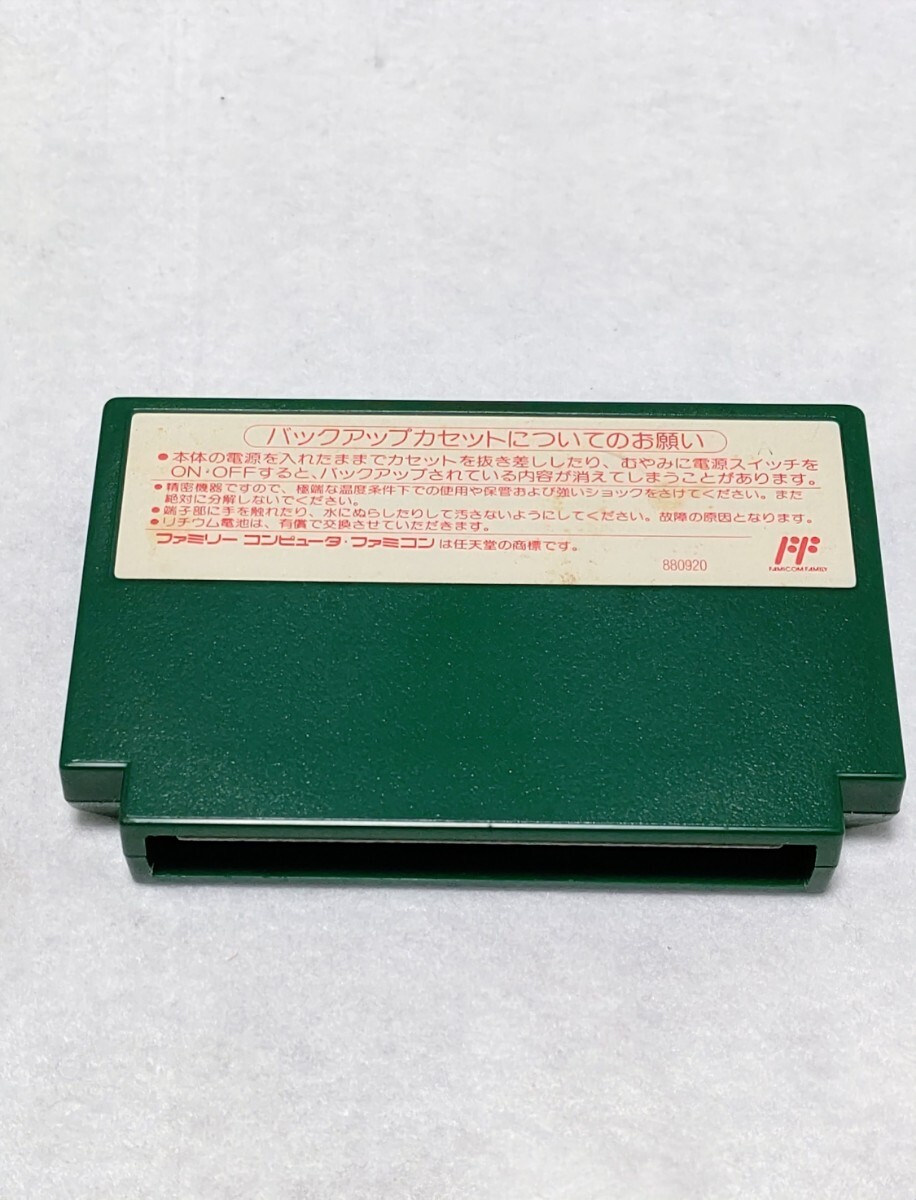 バックアップカセットについてのお願い
●本体の電源を入れたままでカセットを抜き差ししたり、むやみに電源スイッチを
ON・OFFすると、バックアップされている内容が消えてしまうことがあります。
●精密機器ですので、極端な温度条件下での使用や保管および強いショックをさけてください。また
絶対に分解しないでください。
●端子部に手を触れたり、水にぬらしたりして汚さないようにしてください。故障の原因となります。
●リチウム電池は、有償で交換させていただきます。
ファミリー コンピュータ・ファミコンは任天堂の商標です。
880920
FAMICOM FAMILY